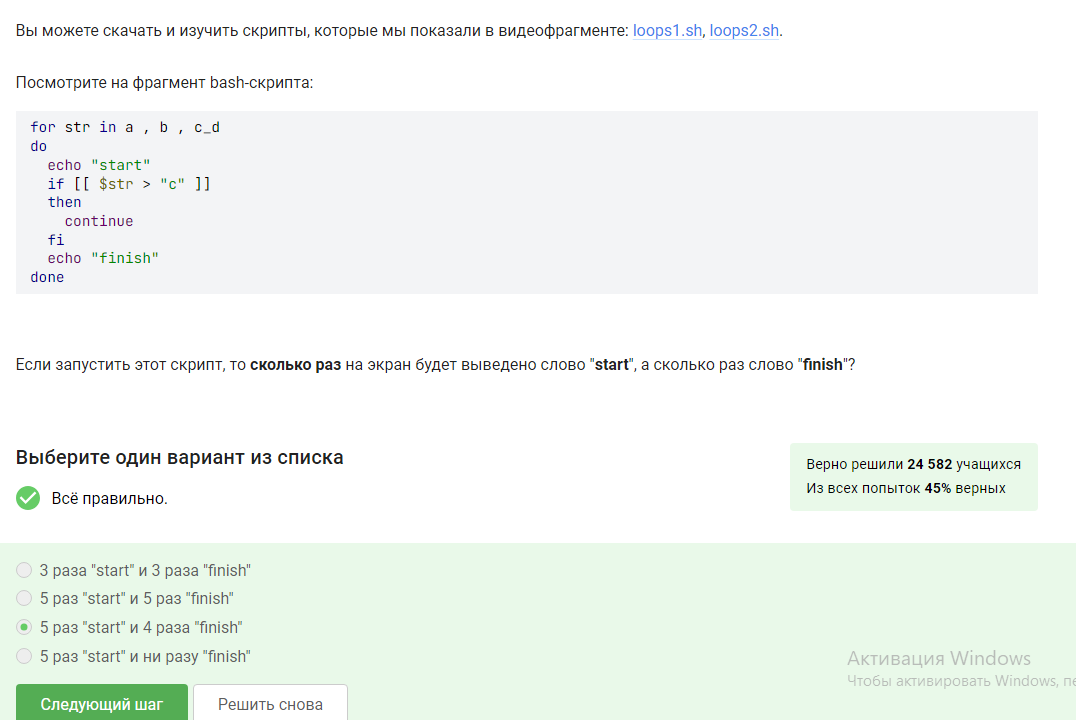 Вы можете скачать и изучить скрипты, которые мы показали в видеофрагменте: loops1.sh, loops2.sh.
Посмотрите на фрагмент bash-скрипта:
for str in a , b , c_d
do
  echo "start"
  if [[ $str > "c" ]]
  then
    continue
  fi
  echo "finish"
done
Если запустить этот скрипт, то сколько раз на экран будет выведено слово "start", а сколько раз слово "finish"?
Выберите один вариант из списка
Всё правильно.
Верно решили 24 582 учащихся
Из всех попыток 45% верных
3 раза "start" и 3 раза "finish"
5 раз "start" и 5 раз "finish"
5 раз "start" и 4 раза "finish"
5 раз "start" и ни разу "finish"
Активация Windows
Чтобы активировать Windows,
Следующий шаг
Решить снова